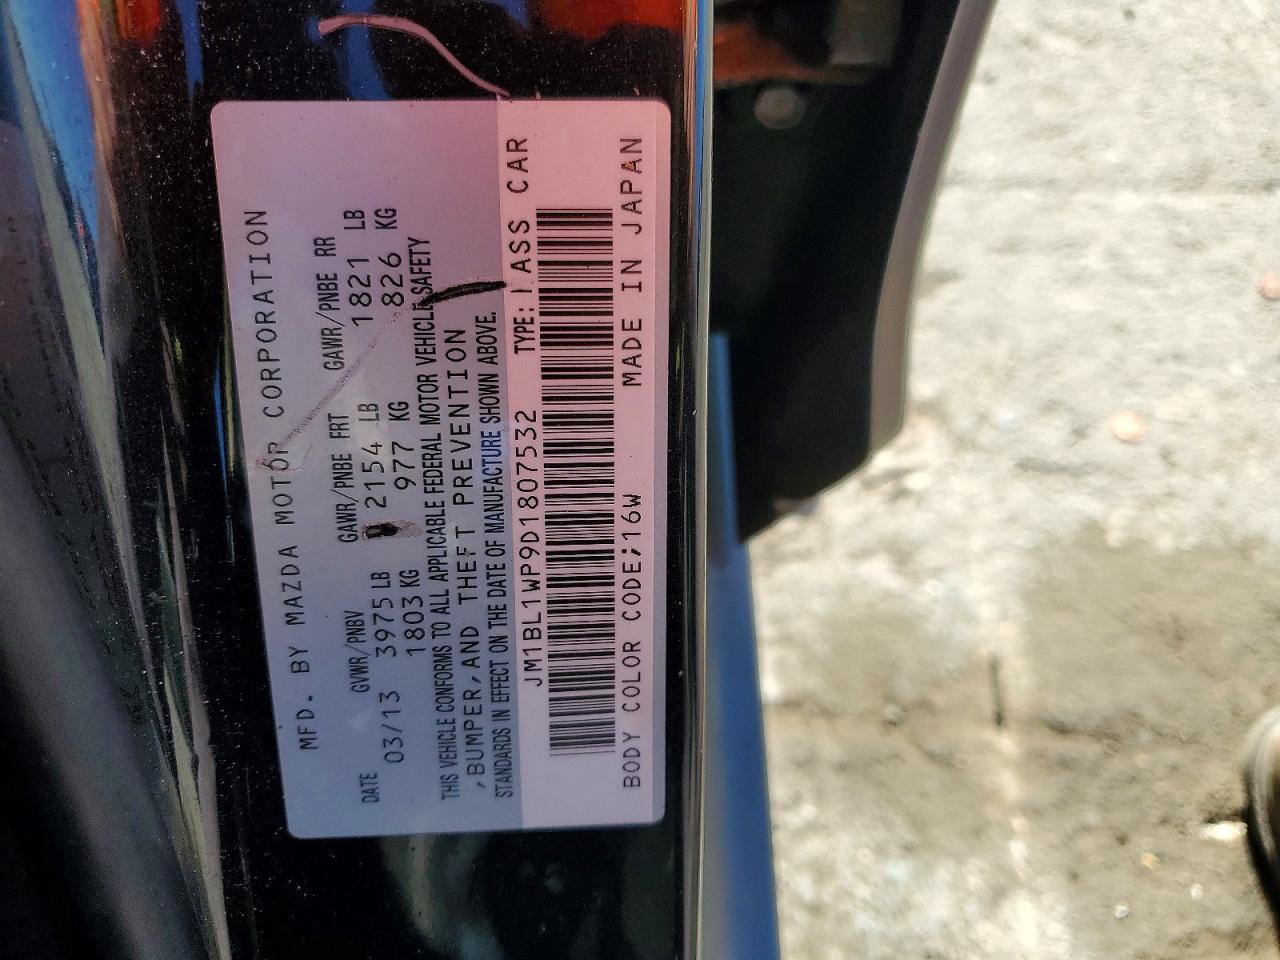 MFD. BY MAZDA MOTOR CORPORATION
DATE GVWR/PNBV GAWR/PNBE FRT GAWR/PNBE RR
03/13 3975 LB 2154 LB 1821 LB
1803 KG 977 KG 826 KG
THIS VEHICLE CONFORMS TO ALL APPLICABLE FEDERAL MOTOR VEHICLE SAFETY
,BUMPER,AND THEFT PREVENTION
STANDARDS IN EFFECT ON THE DATE OF MANUFACTURE SHOWN ABOVE.
JM1BL1WP9D1807532 TYPE: PASS CAR
BODY COLOR CODE;16W MADE IN JAPAN